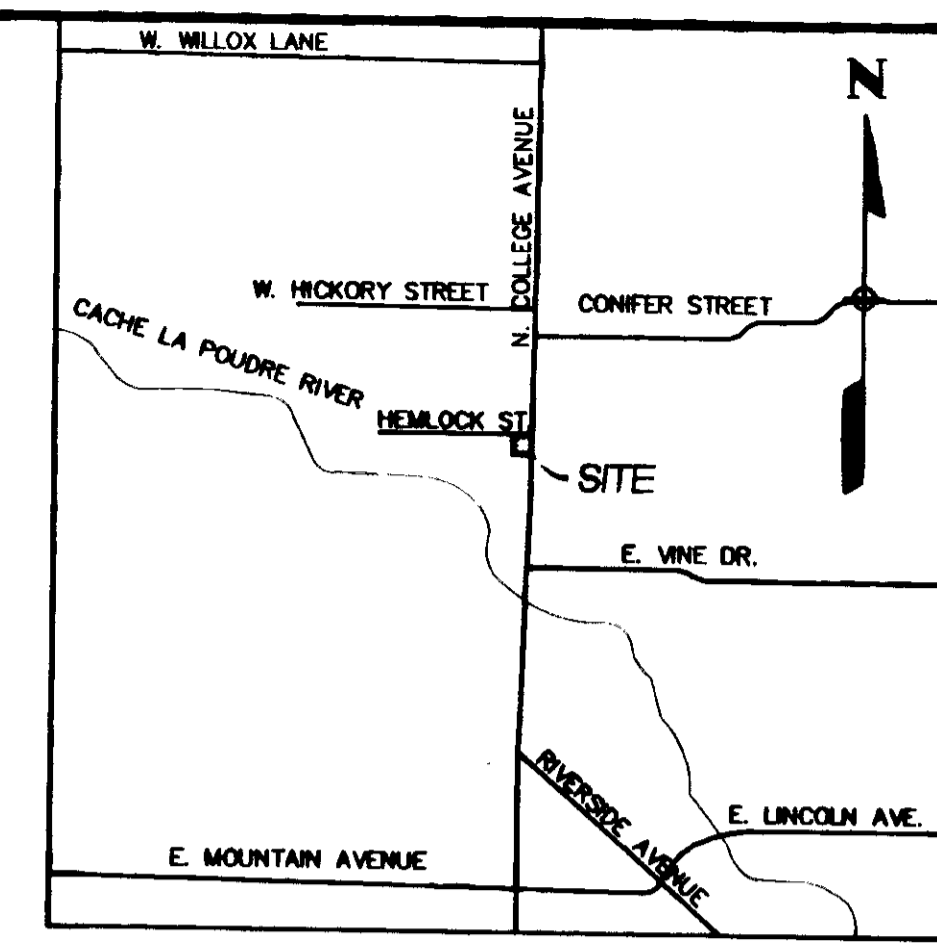 W. WILLOX LANE
N
N. COLLEGE AVENUE
W. HICKORY STREET
CONIFER STREET
CACHE LA POUDRE RIVER
HEMLOCK ST
SITE
E. VINE DR.
RIVERSIDE AVENUE
E. LINCOLN AVE.
E. MOUNTAIN AVENUE